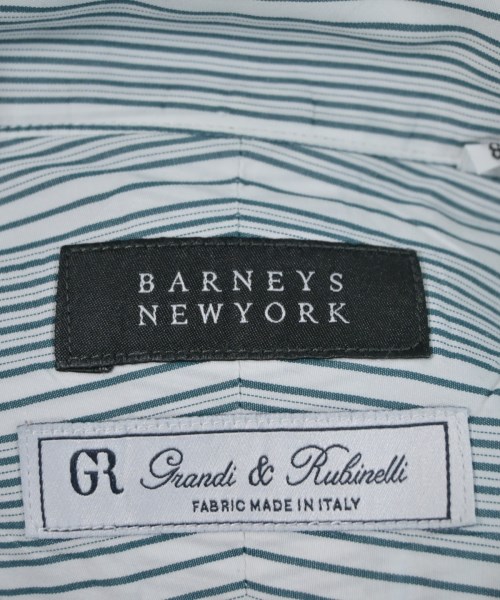 BARNEYS
NEWYORK
GR Grandi & Rubinelli
FABRIC MADE IN ITALY